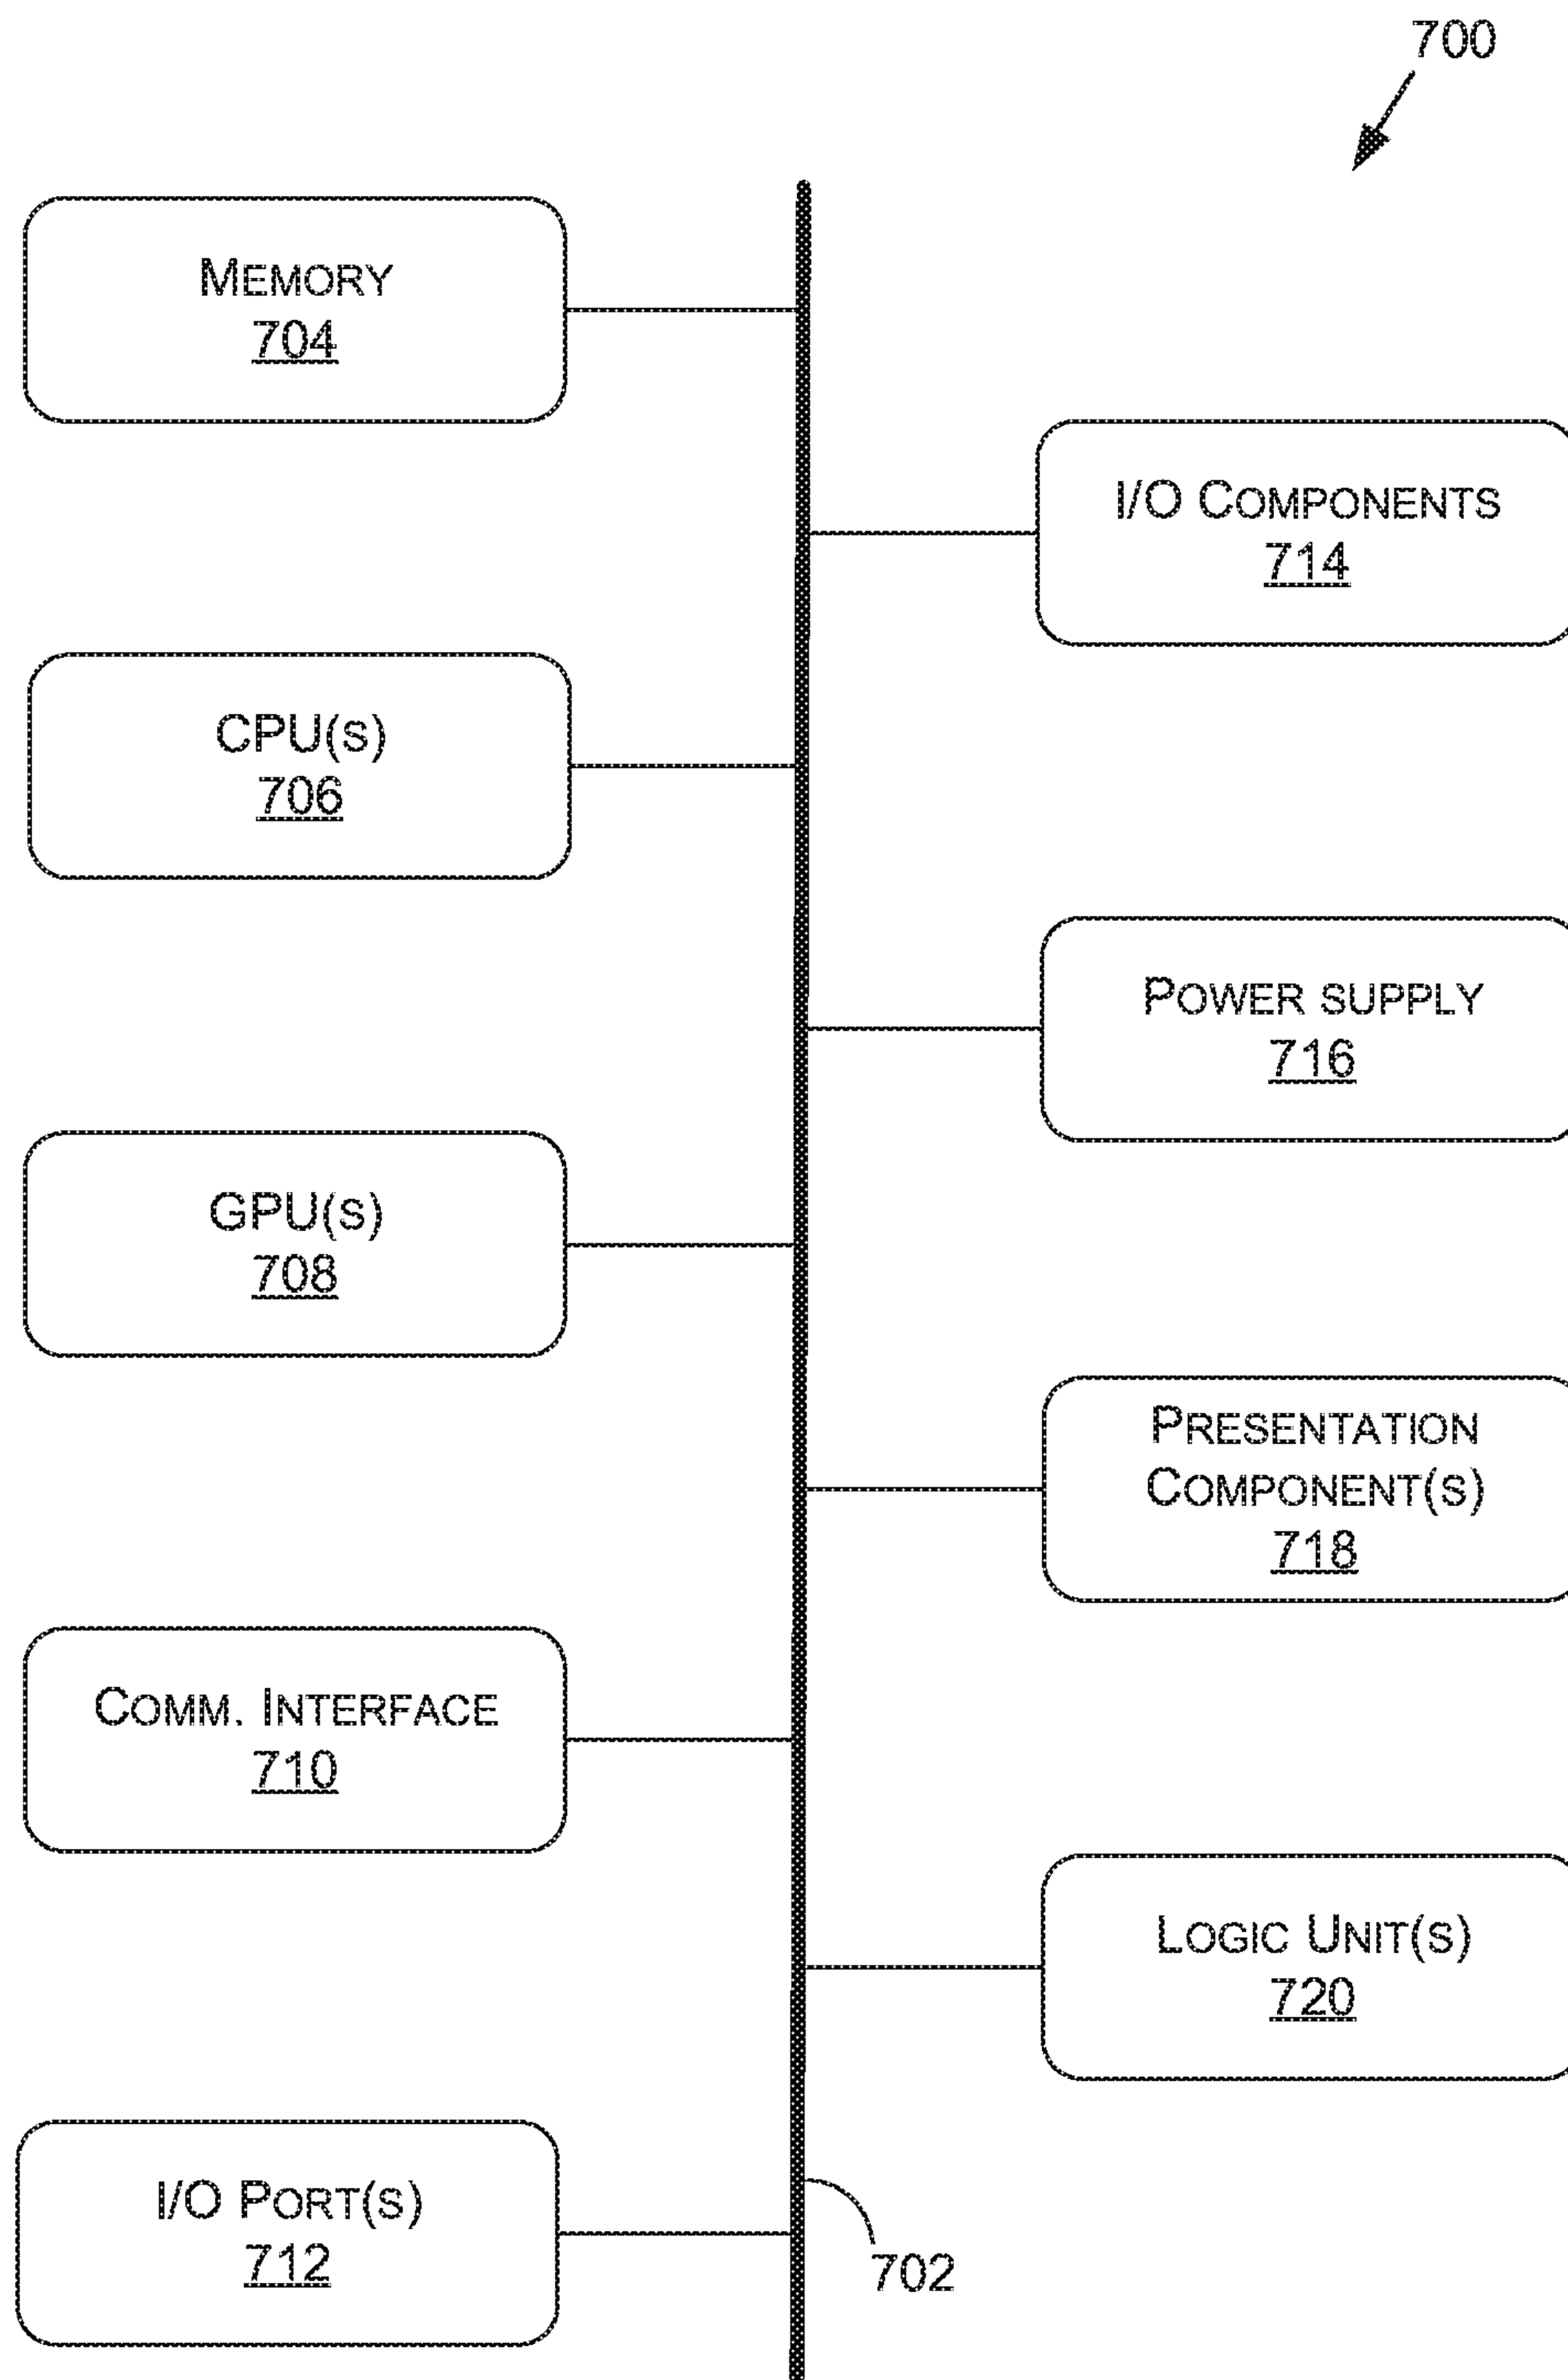 700
MEMORY
704
I/O COMPONENTS
714
CPU(S)
706
POWER SUPPLY
716
GPU(S)
708
PRESENTATION
COMPONENT(S)
718
COMM. INTERFACE
710
LOGIC UNIT(S)
720
I/O PORT(S)
712
702